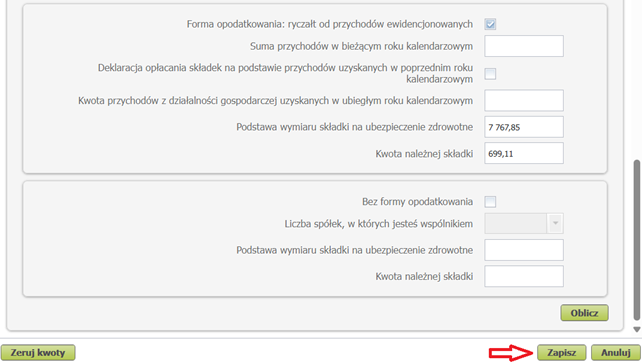 Forma opodatkowania: ryczałt od przychodów ewidencjonowanych
Suma przychodów w bieżącym roku kalendarzowym
Deklaracja opłacania składek na podstawie przychodów uzyskanych w poprzednim roku
kalendarzowym
Kwota przychodów z działalności gospodarczej uzyskanych w ubiegłym roku kalendarzowym
Podstawa wymiaru składki na ubezpieczenie zdrowotne 7 767,85
Kwota należnej składki 699,11
Bez formy opodatkowania
Liczba spółek, w których jesteś wspólnikiem
Podstawa wymiaru składki na ubezpieczenie zdrowotne
Kwota należnej składki
Oblicz
Zeruj kwoty Zapisz Anuluj